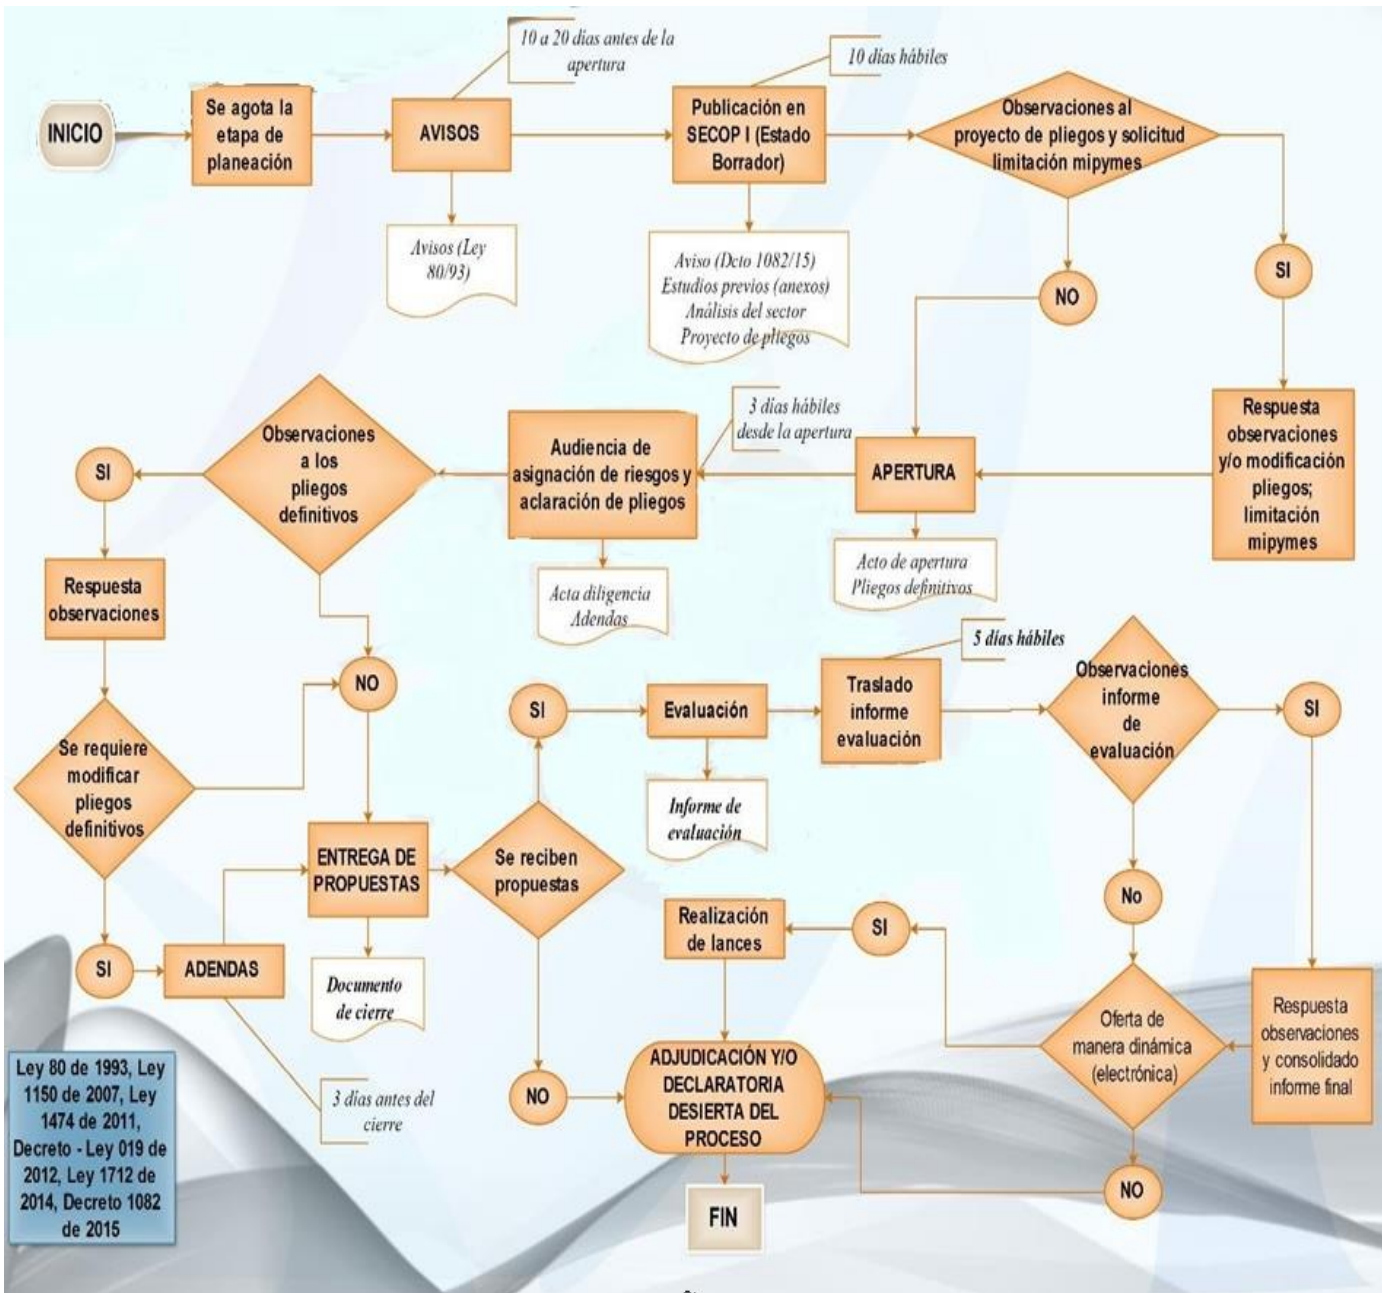 10 a 20 días antes de la
apertura
10 días hábiles
INICIO
Se agota la
etapa de
planeación
AVISOS
Publicación en
SECOP I (Estado
Borrador)
Observaciones al
proyecto de pliegos y solicitud
limitación mipymes
Avisos (Ley
80/93)
Aviso (Dcto 1082/15)
Estudios previos (anexos)
Análisis del sector
Proyecto de pliegos
NO
SI
Respuesta
observaciones
y/o modificación
pliegos;
limitación
mipymes
APERTURA
3 días hábiles
desde la apertura
Audiencia de
asignación de riesgos y
aclaración de pliegos
Observaciones
a los
pliegos
definitivos
SI
Acto de apertura
Pliegos definitivos
Acta diligencia
Adendas
Respuesta
observaciones
NO
Se requiere
modificar
pliegos
definitivos
SI
ADENDAS
3 días antes del
cierre
ENTREGA DE
PROPUESTAS
Documento
de cierre
Se reciben
propuestas
SI
Evaluación
Informe de
evaluación
Traslado
informe
evaluación
5 días hábiles
Observaciones
informe
de
evaluación
SI
No
Respuesta
observaciones
y consolidado
informe final
Oferta de
manera dinámica
(electrónica)
SI
Realización
de lances
NO
NO
ADJUDICACIÓN Y/O
DECLARATORIA
DESIERTA DEL
PROCESO
FIN
Ley 80 de 1993, Ley
1150 de 2007, Ley
1474 de 2011,
Decreto - Ley 019 de
2012, Ley 1712 de
2014, Decreto 1082
de 2015